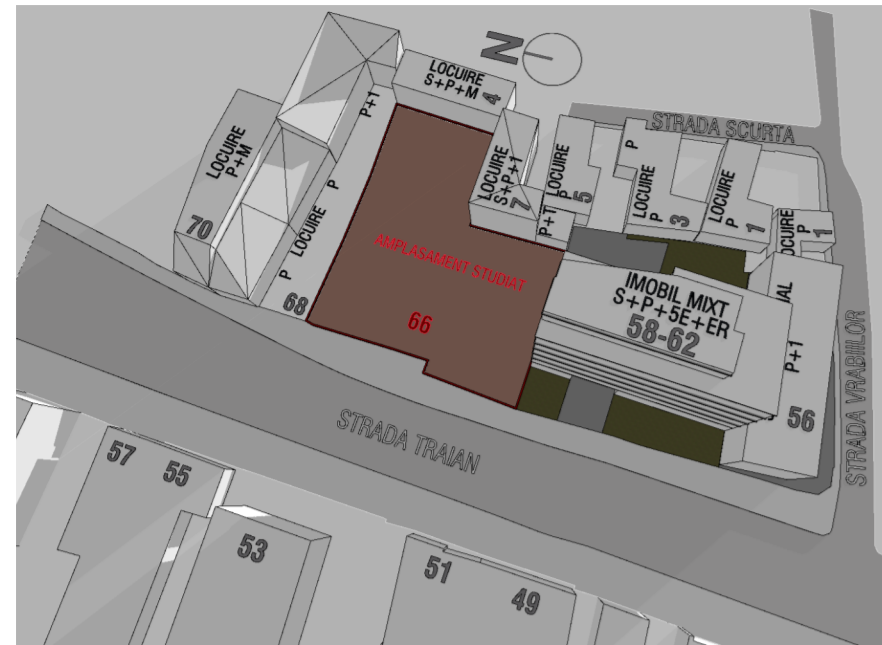 N
LOCUIRE
S+P+M
4
P+1
LOCUIRE
P+M
70
P LOCUIRE P
68
LOCUIRE
S+P+1
7
P+1
LOCUIRE
P
5
P
LOCUIRE
P
3
LOCUIRE
P
1
P
1
STRADA SCURTA
AMPLASAMENT STUDIAT
66
IMOBIL MIXT
S+P+5E+ER
58-62
P+1
56
STRADA VRABIILOR
STRADA TRAIAN
57
55
53
51
49